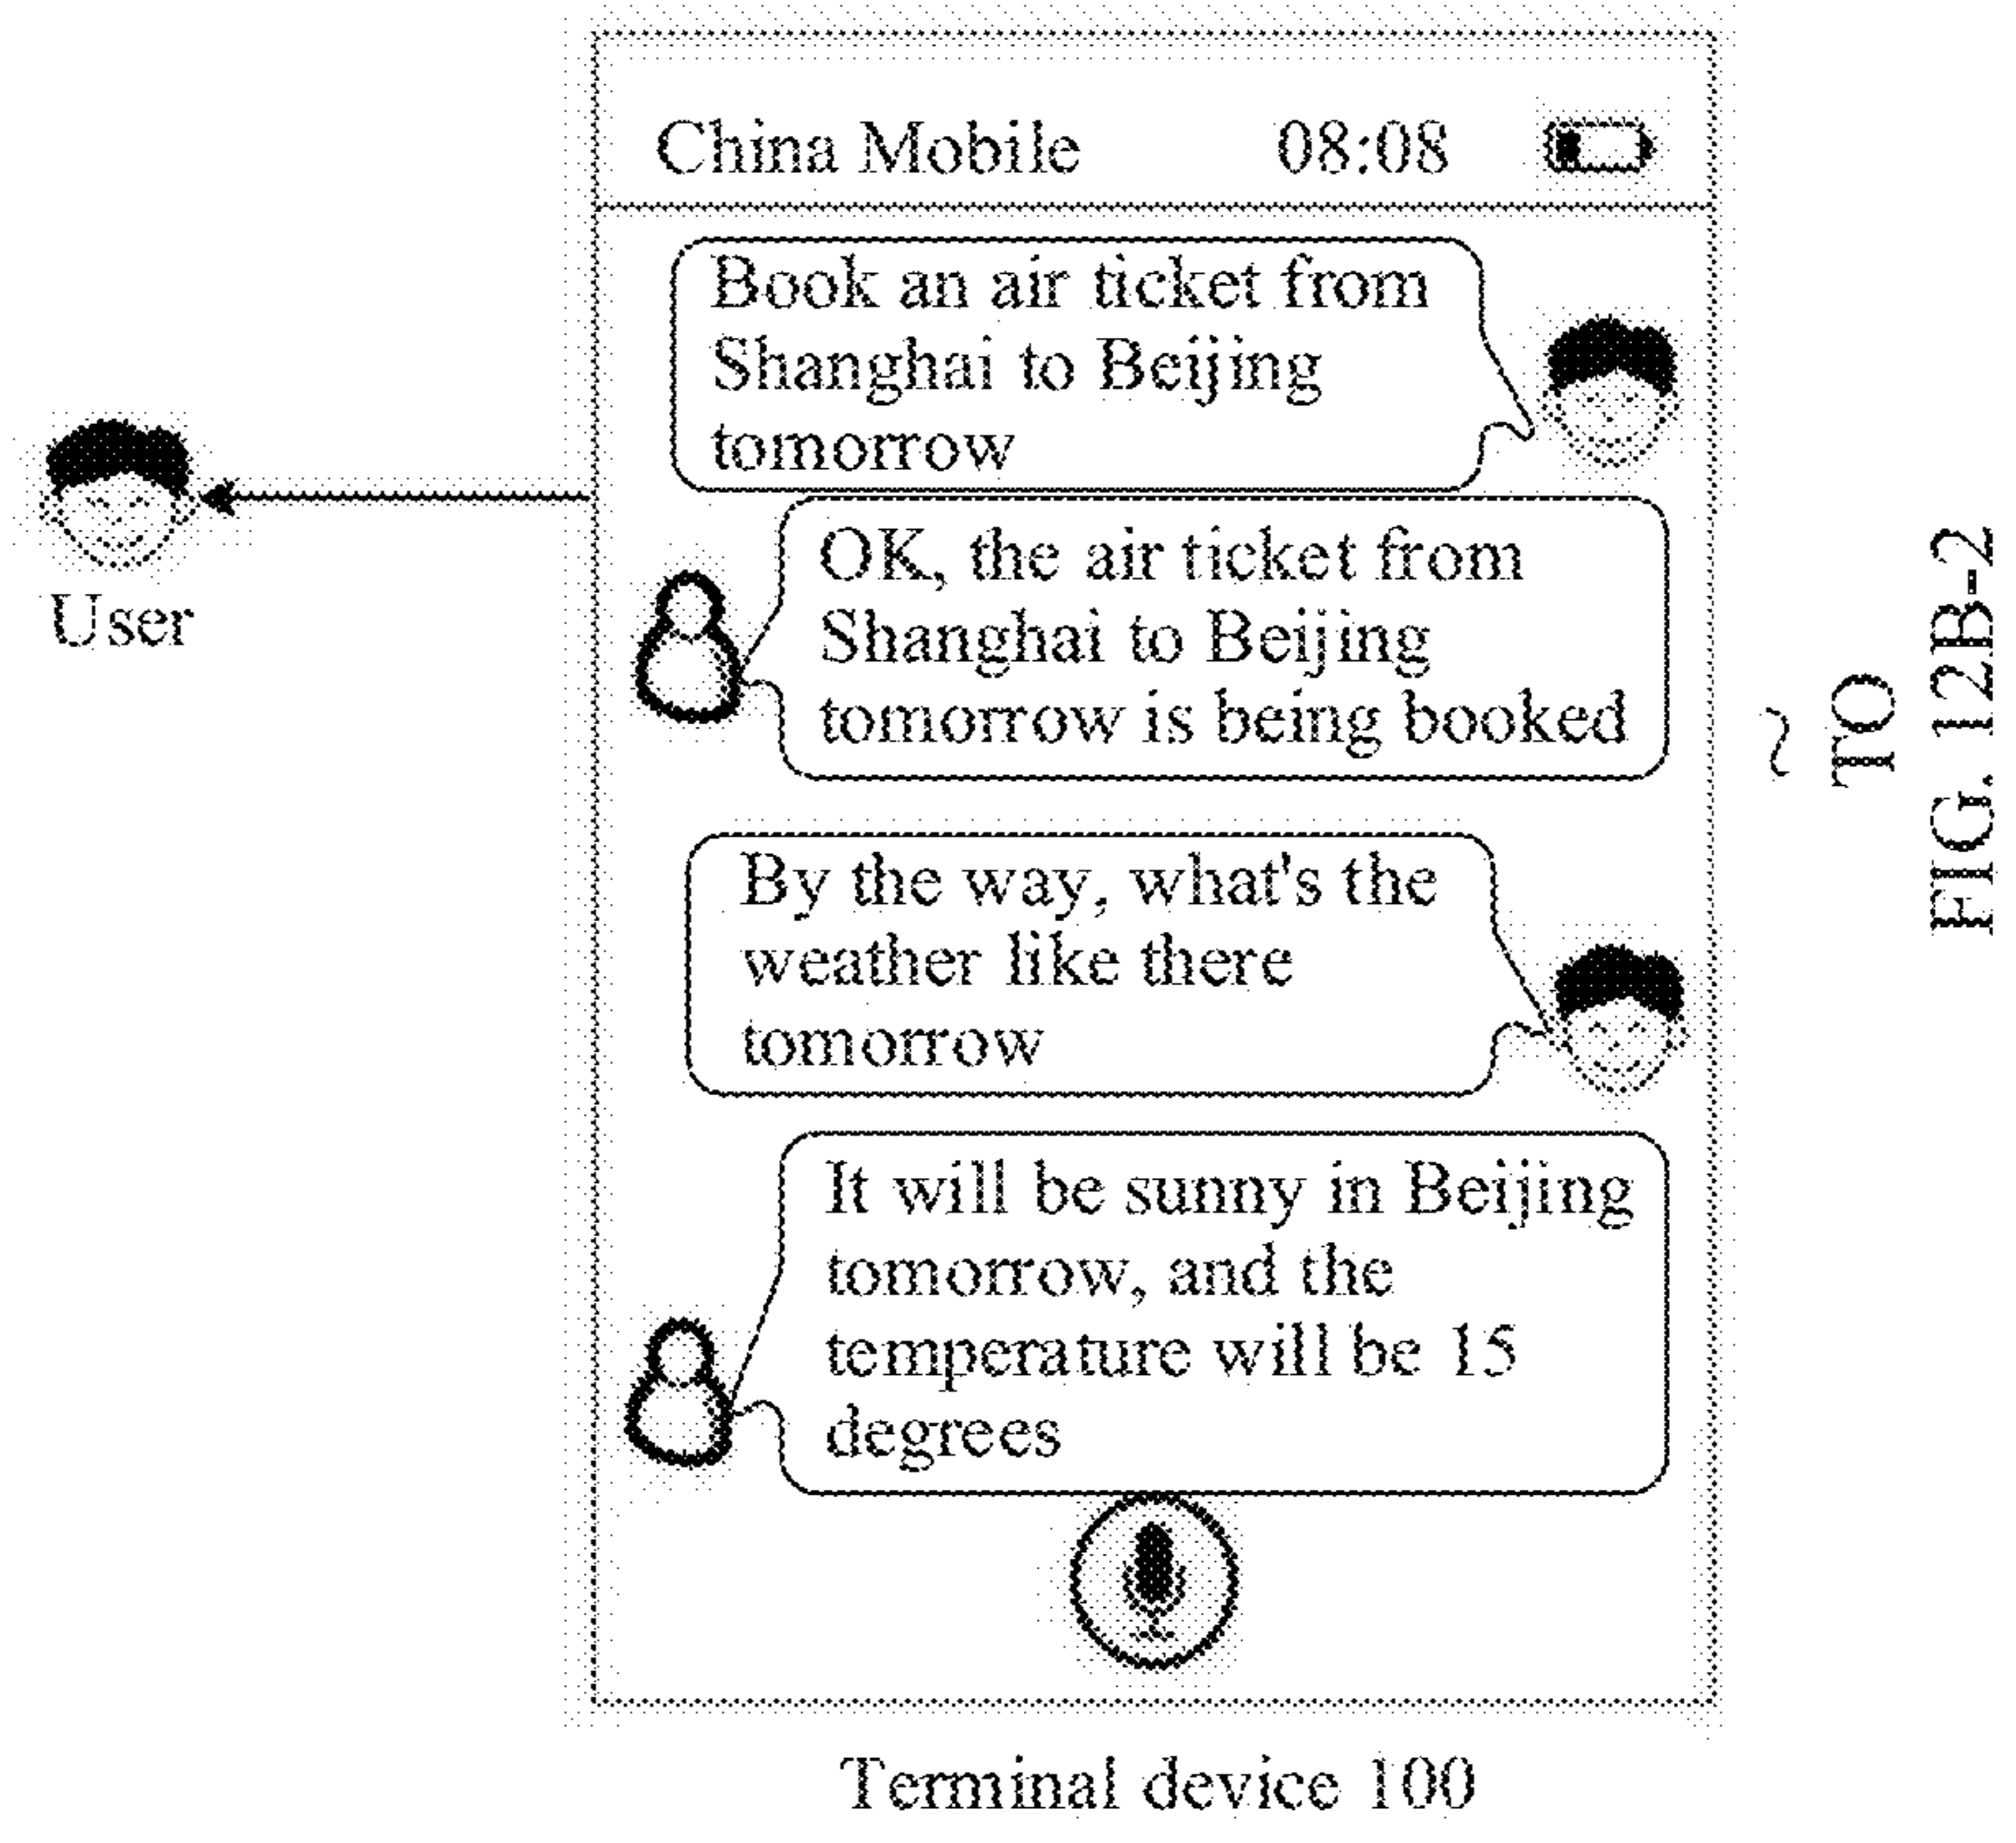 China Mobile 08:08
Book an air ticket from
Shanghai to Beijing
tomorrow
User
OK, the air ticket from
Shanghai to Beijing
tomorrow is being booked
By the way, what's the
weather like there
tomorrow
It will be sunny in Beijing
tomorrow, and the
temperature will be 15
degrees
Terminal device 100
~
TO
FIG. 12B-2